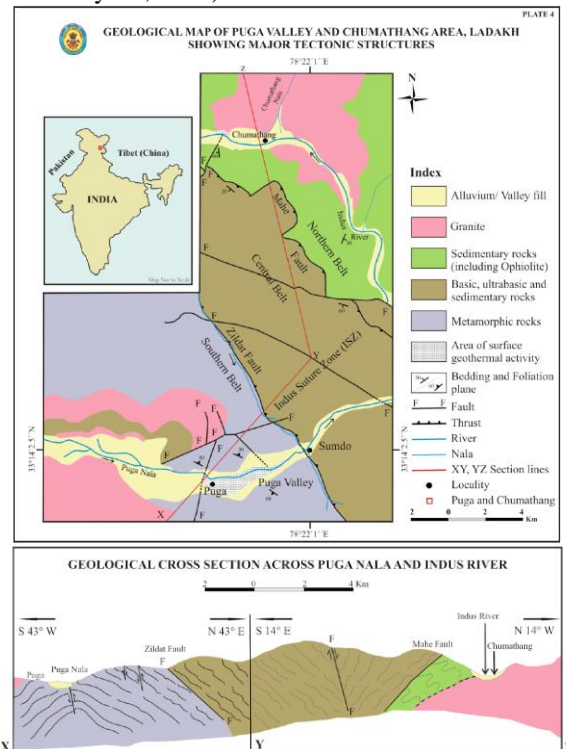 PLATE 4
GEOLOGICAL MAP OF PUGA VALLEY AND CHUMATHANG AREA, LADAKH
SHOWING MAJOR TECTONIC STRUCTURES
78°22'1''E
Z
N
Chumathang
Nala
Chumathang
Pakistan
Tibet (China)
INDIA
Map Not to Scale
F
Mahe
Fault
Northern Belt
Indus
River
Central
Belt
F
F
Zildat Fault
Southern Belt
Indus Suture Zone (ISZ)
Y
F
F
F
F
F
F
Sumdo
Puga Nala
Puga
Puga Valley
X
F
33°14'2.5''N
33°14'2.5''N
78°22'1''E
Index
Alluvium/ Valley fill
Granite
Sedimentary rocks
(including Ophiolite)
Basic, ultrabasic and
sedimentary rocks
Metamorphic rocks
Area of surface
geothermal activity
Bedding and Foliation
plane
F F Fault
Thrust
River
Nala
XY, YZ Section lines
Locality
Puga and Chumathang
2 0 2 4
Km
GEOLOGICAL CROSS SECTION ACROSS PUGA NALA AND INDUS RIVER
2 0 2 4 Km
S 43° W
N 43° E
S 14° E
N 14° W
Indus River
Chumathang
Puga
Puga Nala
Zildat Fault
F
F
Mahe Fault
F
F
X
Y